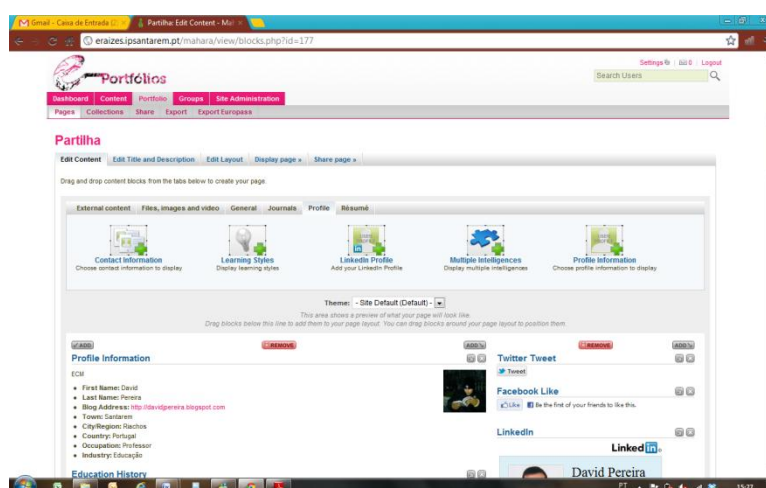 Gmail - Caixa de Entrada (2
Partilha: Edit Content - Mah
eraizes.ipsantarem.pt/mahara/view/blocks.php?id=177
Settings
0
Logout
Portfólios
Search Users
Dashboard Content Portfolio Groups Site Administration
Pages Collections Share Export Export Europass
Partilha
Edit Content Edit Title and Description Edit Layout Display page » Share page »
Drag and drop content blocks from the tabs below to create your page.
External content Files, images and video General Journals Profile Résumé
Contact Information Learning Styles LinkedIn Profile Multiple Intelligences Profile Information
Choose contact information to display Display learning styles Add your LinkedIn Profile Display multiple intelligences Choose profile information to display
Theme: - Site Default (Default) -
This area shows a preview of what your page will look like.
Drag blocks below this line to add them to your page layout. You can drag blocks around your page layout to position them.
ADD REMOVE ADD REMOVE ADD
Profile Information
ECM
• First Name: David
• Last Name: Pereira
• Blog Address: http://davidjpereira.blogspot.com
• Town: Santarem
• City/Region: Riachos
• Country: Portugal
• Occupation: Professor
• Industry: Educação
Education History
Twitter Tweet
Tweet
Facebook Like
Like Be the first of your friends to like this.
LinkedIn
Linked in
David Pereira
PT 15:27